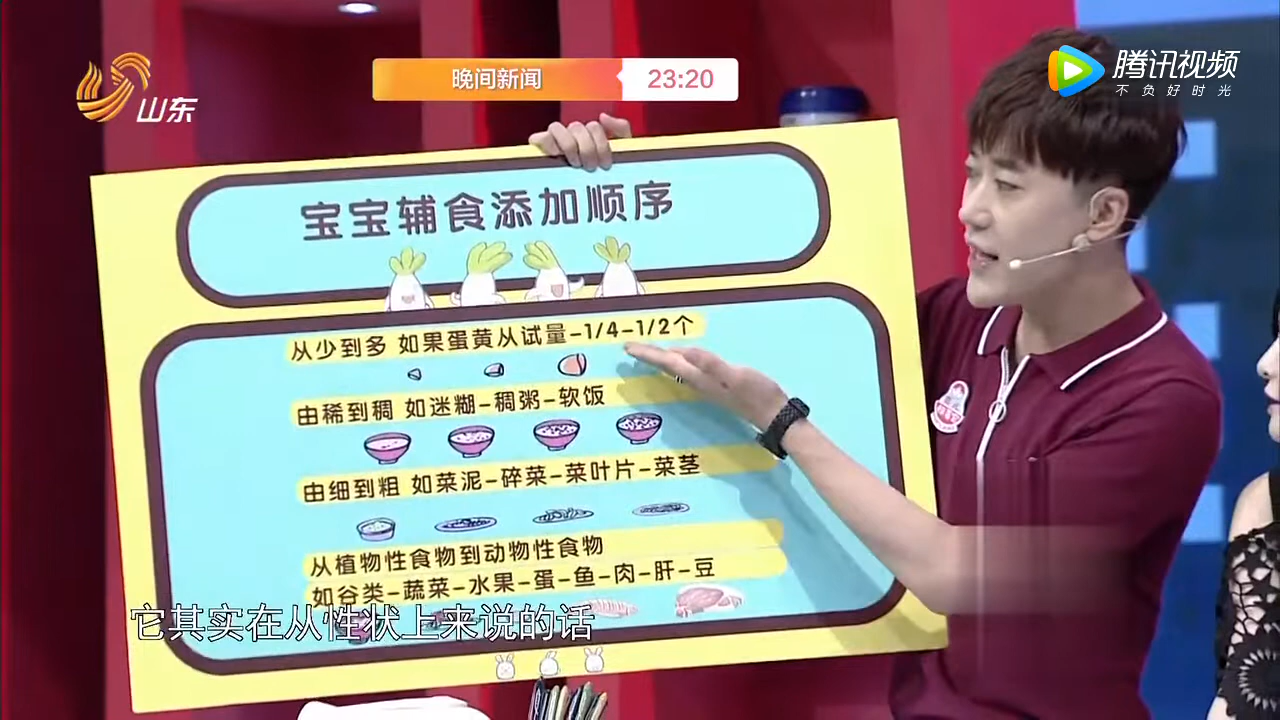 山东
晚间新闻
23:20
腾讯视频
不负好时光
宝宝辅食添加顺序
从少到多 如果蛋黄从试量-1/4-1/2个
由稀到稠 如迷糊-稠粥-软饭
由细到粗 如菜泥-碎菜-菜叶片-菜茎
从植物性食物到动物性食物
如谷类-蔬菜-水果-蛋-鱼-肉-肝-豆
它其实在从性状上来说的话